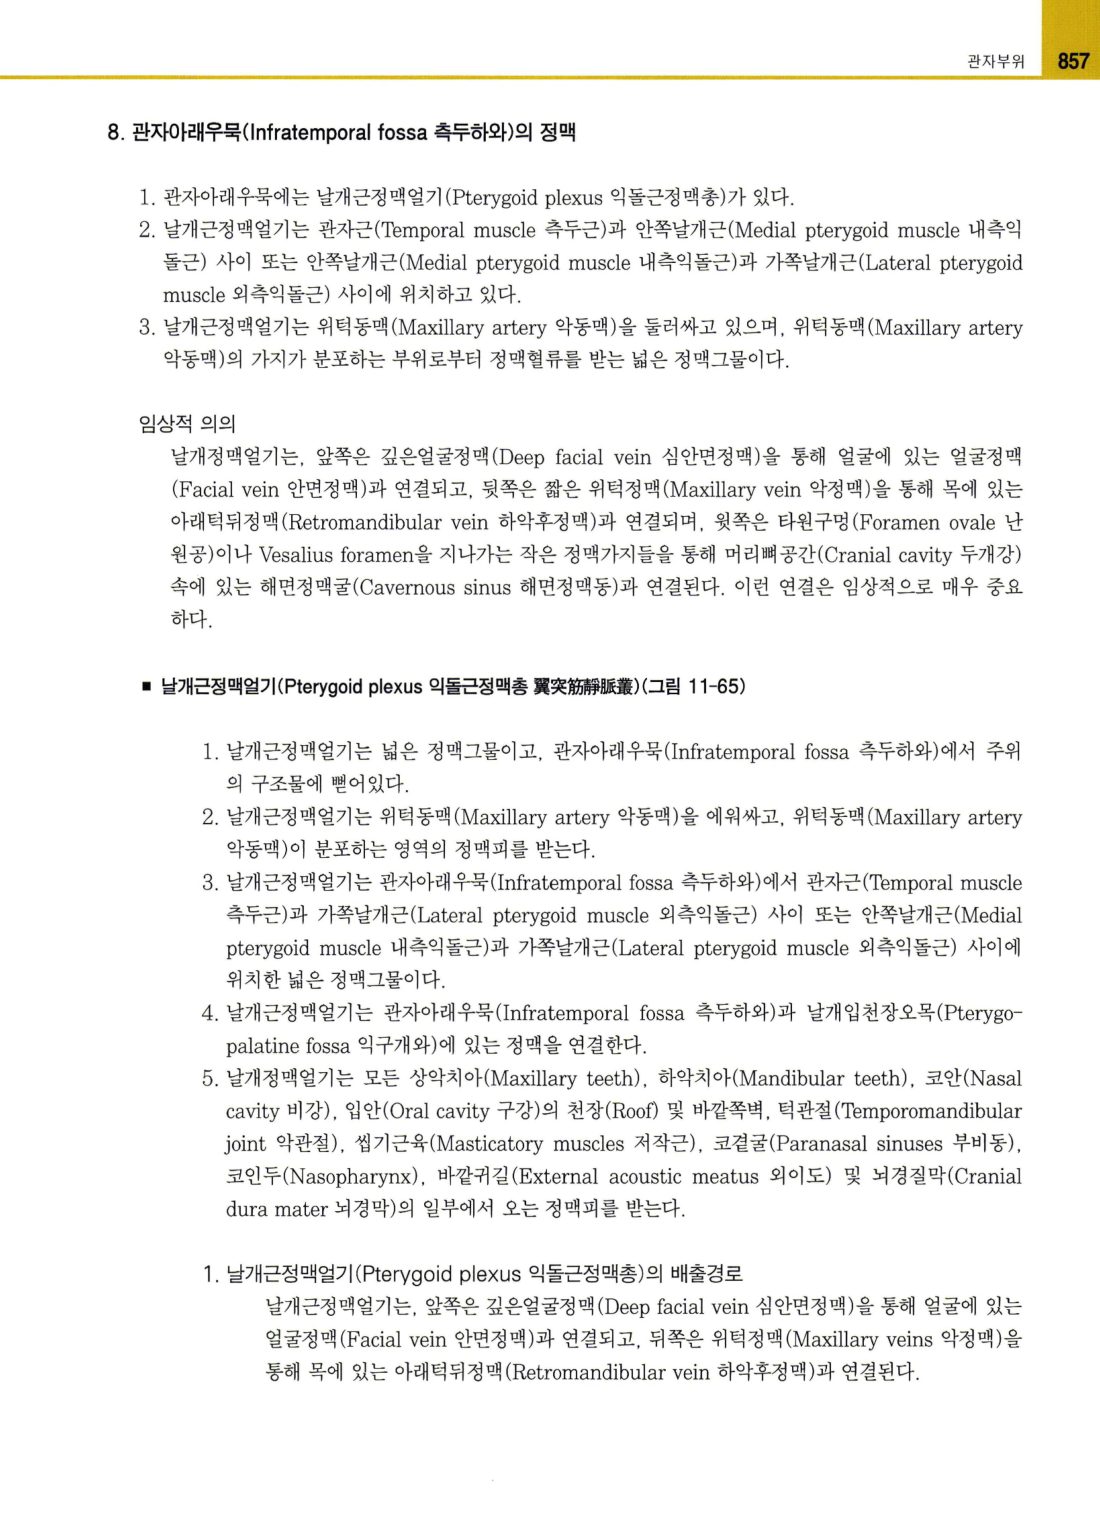 관자부위 857
8. 관자아래우묵(Infratemporal fossa 측두하와)의 정맥
1. 관자아래우묵에는 날개근정맥얼기(Pterygoid plexus 익돌근정맥총)가 있다.
2. 날개근정맥얼기는 관자근(Temporal muscle 측두근)과 안쪽날개근(Medial pterygoid muscle 내측익
돌근) 사이 또는 안쪽날개근(Medial pterygoid muscle 내측익돌근)과 가쪽날개근(Lateral pterygoid
muscle 외측익돌근) 사이에 위치하고 있다.
3. 날개근정맥얼기는 위턱동맥(Maxillary artery 악동맥)을 둘러싸고 있으며, 위턱동맥(Maxillary artery
악동맥)의 가지가 분포하는 부위로부터 정맥혈류를 받는 넓은 정맥그물이다.
임상적 의의
날개정맥얼기는, 앞쪽은 깊은얼굴정맥(Deep facial vein 심안면정맥)을 통해 얼굴에 있는 얼굴정맥
(Facial vein 안면정맥)과 연결되고, 뒷쪽은 짧은 위턱정맥(Maxillary vein 악정맥)을 통해 목에 있는
아래턱뒤정맥(Retromandibular vein 하악후정맥)과 연결되며, 윗쪽은 타원구멍(Foramen ovale 난
원공)이나 Vesalius foramen을 지나가는 작은 정맥가지들을 통해 머리뼈공간(Cranial cavity 두개강)
속에 있는 해면정맥굴(Cavernous sinus 해면정맥동)과 연결된다. 이런 연결은 임상적으로 매우 중요
하다.
■ 날개근정맥얼기(Pterygoid plexus 익돌근정맥총 翼突筋靜脈叢)(그림 11-65)
1. 날개근정맥얼기는 넓은 정맥그물이고, 관자아래우묵(Infratemporal fossa 측두하와)에서 주위
의 구조물에 뻗어있다.
2. 날개근정맥얼기는 위턱동맥(Maxillary artery 악동맥)을 에워싸고, 위턱동맥(Maxillary artery
악동맥)이 분포하는 영역의 정맥피를 받는다.
3. 날개근정맥얼기는 관자아래우묵(Infratemporal fossa 측두하와)에서 관자근(Temporal muscle
측두근)과 가쪽날개근(Lateral pterygoid muscle 외측익돌근) 사이 또는 안쪽날개근(Medial
pterygoid muscle 내측익돌근)과 가쪽날개근(Lateral pterygoid muscle 외측익돌근) 사이에
위치한 넓은 정맥그물이다.
4. 날개근정맥얼기는 관자아래우묵(Infratemporal fossa 측두하와)과 날개입천장오목(Pterygo-
palatine fossa 익구개와)에 있는 정맥을 연결한다.
5. 날개정맥얼기는 모든 상악치아(Maxillary teeth), 하악치아(Mandibular teeth), 코안(Nasal
cavity 비강), 입안(Oral cavity 구강)의 천장(Roof) 및 바깥쪽벽, 턱관절(Temporomandibular
joint 악관절), 씹기근육(Masticatory muscles 저작근), 코곁굴(Paranasal sinuses 부비동),
코인두(Nasopharynx), 바깥귀길(External acoustic meatus 외이도) 및 뇌경질막(Cranial
dura mater 뇌경막)의 일부에서 오는 정맥피를 받는다.
1. 날개근정맥얼기(Pterygoid plexus 익돌근정맥총)의 배출경로
날개근정맥얼기는, 앞쪽은 깊은얼굴정맥(Deep facial vein 심안면정맥)을 통해 얼굴에 있는
얼굴정맥(Facial vein 안면정맥)과 연결되고, 뒤쪽은 위턱정맥(Maxillary veins 악정맥)을
통해 목에 있는 아래턱뒤정맥(Retromandibular vein 하악후정맥)과 연결된다.